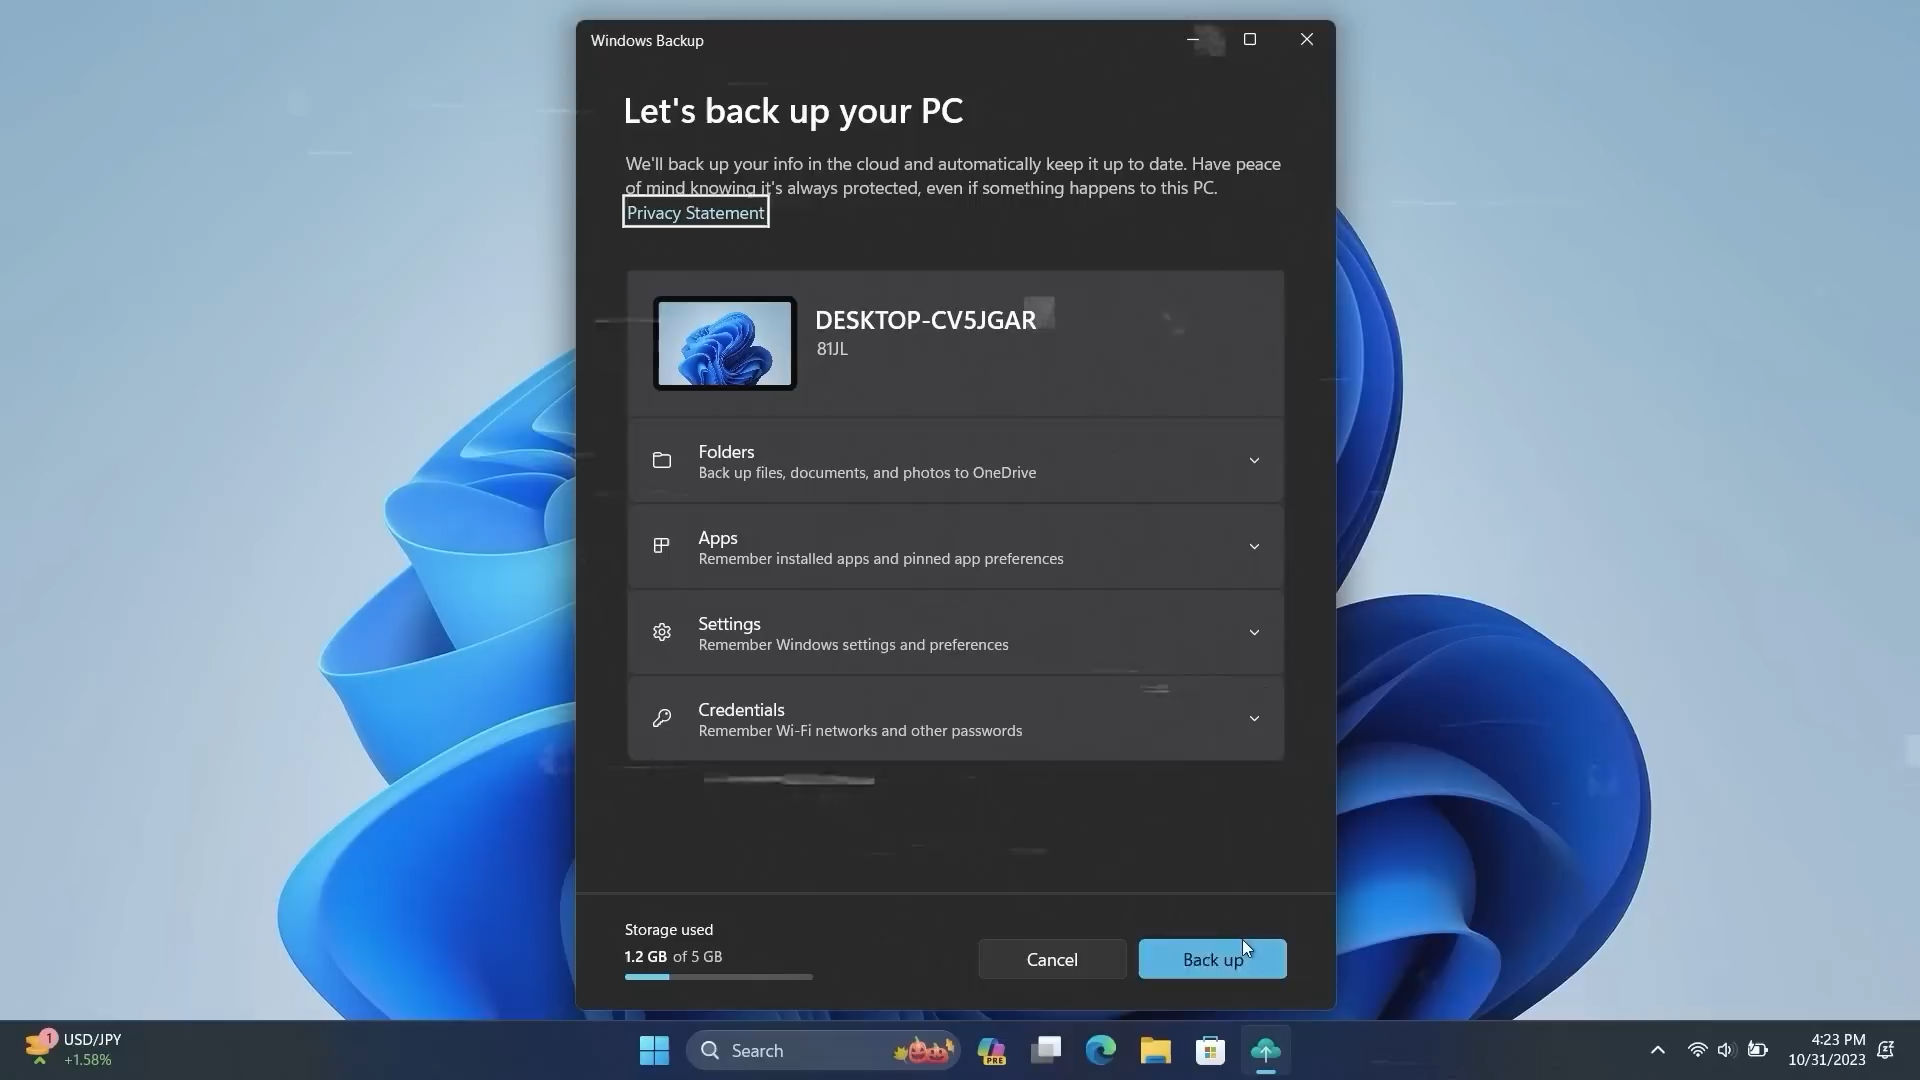 Windows Backup
Let's back up your PC
We'll back up your info in the cloud and automatically keep it up to date. Have peace
of mind knowing it's always protected, even if something happens to this PC.
Privacy Statement
DESKTOP-CV5JGAR
81JL
Folders
Back up files, documents, and photos to OneDrive
Apps
Remember installed apps and pinned app preferences
Settings
Remember Windows settings and preferences
Credentials
Remember Wi-Fi networks and other passwords
Storage used
1.2 GB of 5 GB
Cancel
Back up
1
USD/JPY
+1.58%
Search
PRE
4:23 PM
10/31/2023